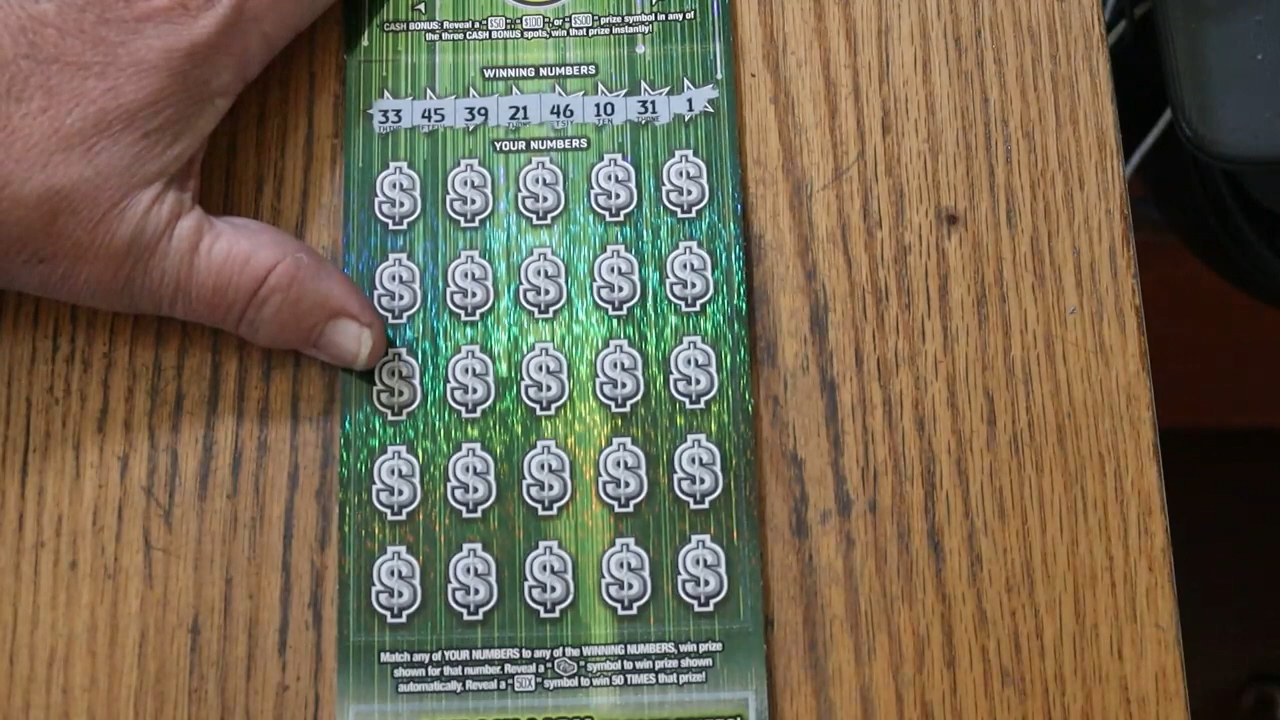 CASH BONUS: Reveal a "$50", "$100", or "$500" prize symbol in any of
the three CASH BONUS spots, win that prize instantly!
WINNING NUMBERS
33 45 39 21 46 10 31 1
TEN
YOUR NUMBERS
$ $ $ $ $
$ $ $ $ $
$ $ $ $ $
$ $ $ $ $
$ $ $ $ $
Match any of YOUR NUMBERS to any of the WINNING NUMBERS, win prize
shown for that number. Reveal a " " symbol to win prize shown
automatically. Reveal a "50X" symbol to win 50 TIMES that prize!